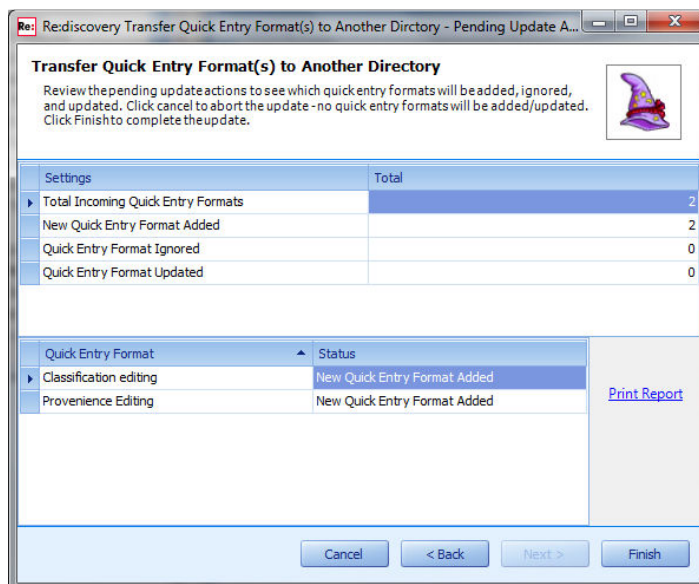 Re: Re:discovery Transfer Quick Entry Format(s) to Another Dirctory - Pending Update A...
Transfer Quick Entry Format(s) to Another Directory
Review the pending update actions to see which quick entry formats will be added, ignored,
and updated. Click cancel to abort the update - no quick entry formats will be added/updated.
Click Finish to complete the update.
Settings Total
Total Incoming Quick Entry Formats 2
New Quick Entry Format Added 2
Quick Entry Format Ignored 0
Quick Entry Format Updated 0
Quick Entry Format Status
Classification editing New Quick Entry Format Added
Provenience Editing New Quick Entry Format Added
Print Report
Cancel < Back Next > Finish